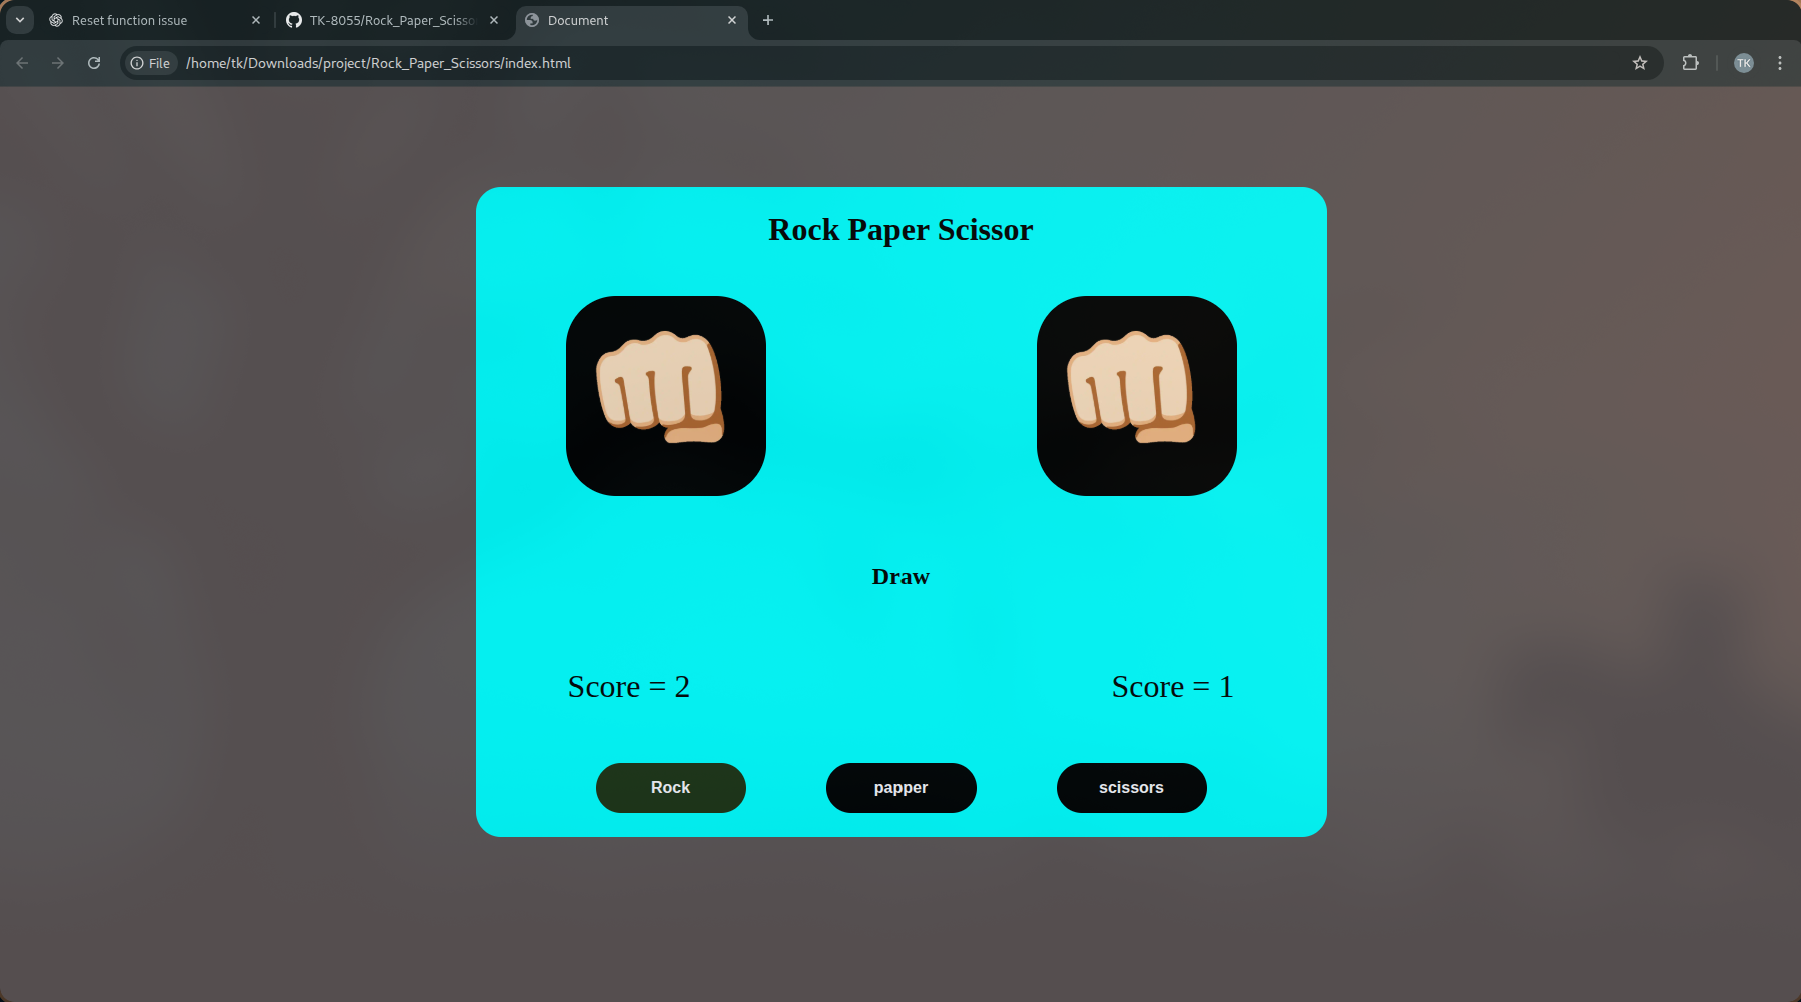 Reset function issue
TK-8055/Rock_Paper_Scisso
Document
File
/home/tk/Downloads/project/Rock_Paper_Scissors/index.html
TK
Rock Paper Scissor
Draw
Score = 2
Score = 1
Rock
papper
scissors